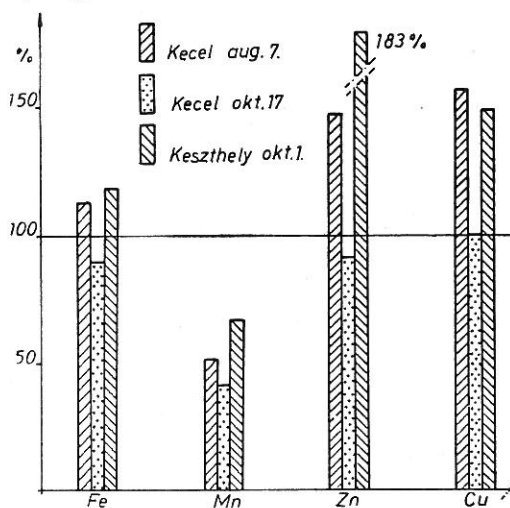 %
Kecel aug. 7.
Kecel okt. 17
Keszthely okt. 1.
183 %
150
100
50
Fe Mn Zn Cu